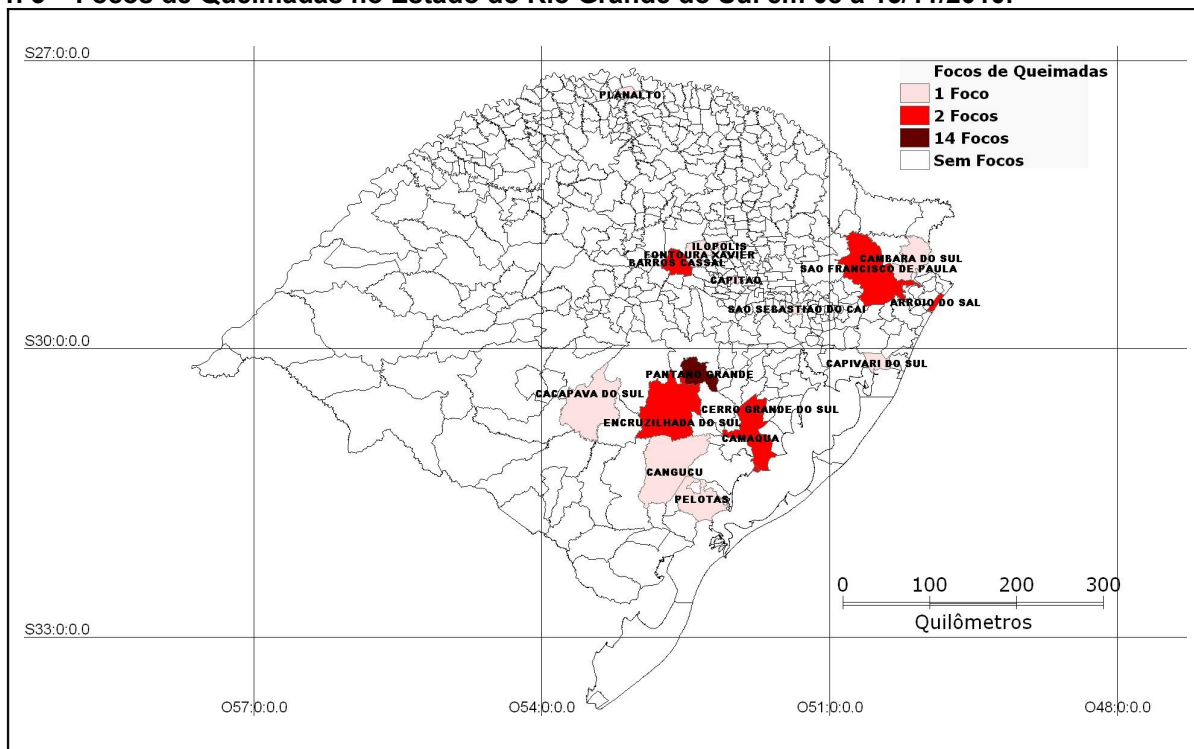 Focos de Queimadas no Estado do Rio Grande do Sul em
S27:0:0.0
Focos de Queimadas
1 Foco
2 Focos
14 Focos
Sem Focos
PLANALTO
ILOPOLIS
FONTOURA XAVIER
BARROS CASSAL
CAPITAO
CAMBARA DO SUL
SAO FRANCISCO DE PAULA
ARROIO DO SAL
SAO SEBASTIAO DO CAI
S30:0:0.0
CAPIVARI DO SUL
PANTANO GRANDE
CACAPAVA DO SUL
CERRO GRANDE DO SUL
ENCRUZILHADA DO SUL
CAMAQUA
CANGUCU
PELOTAS
0 100 200 300
Quilômetros
S33:0:0.0
O57:0:0.0 O54:0:0.0 O51:0:0.0 O48:0:0.0